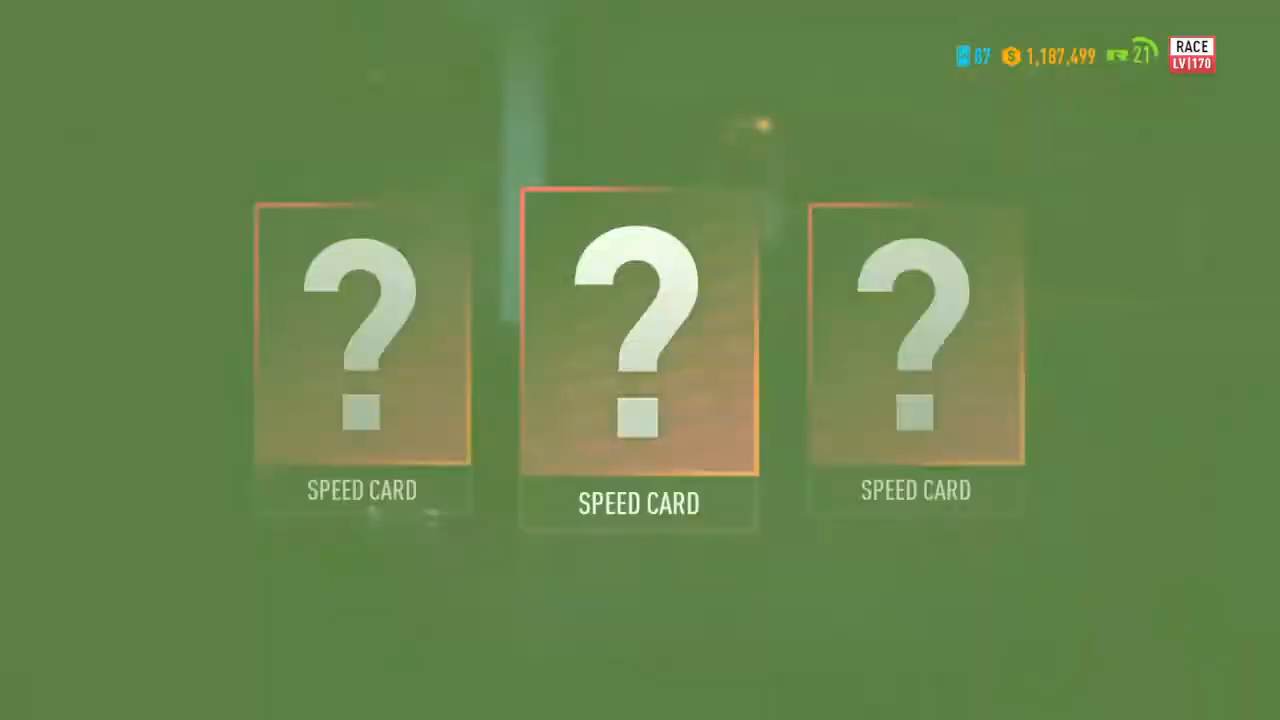 87 1,187,499 R 21 RACE
LV|170
? ? ?
SPEED CARD SPEED CARD SPEED CARD